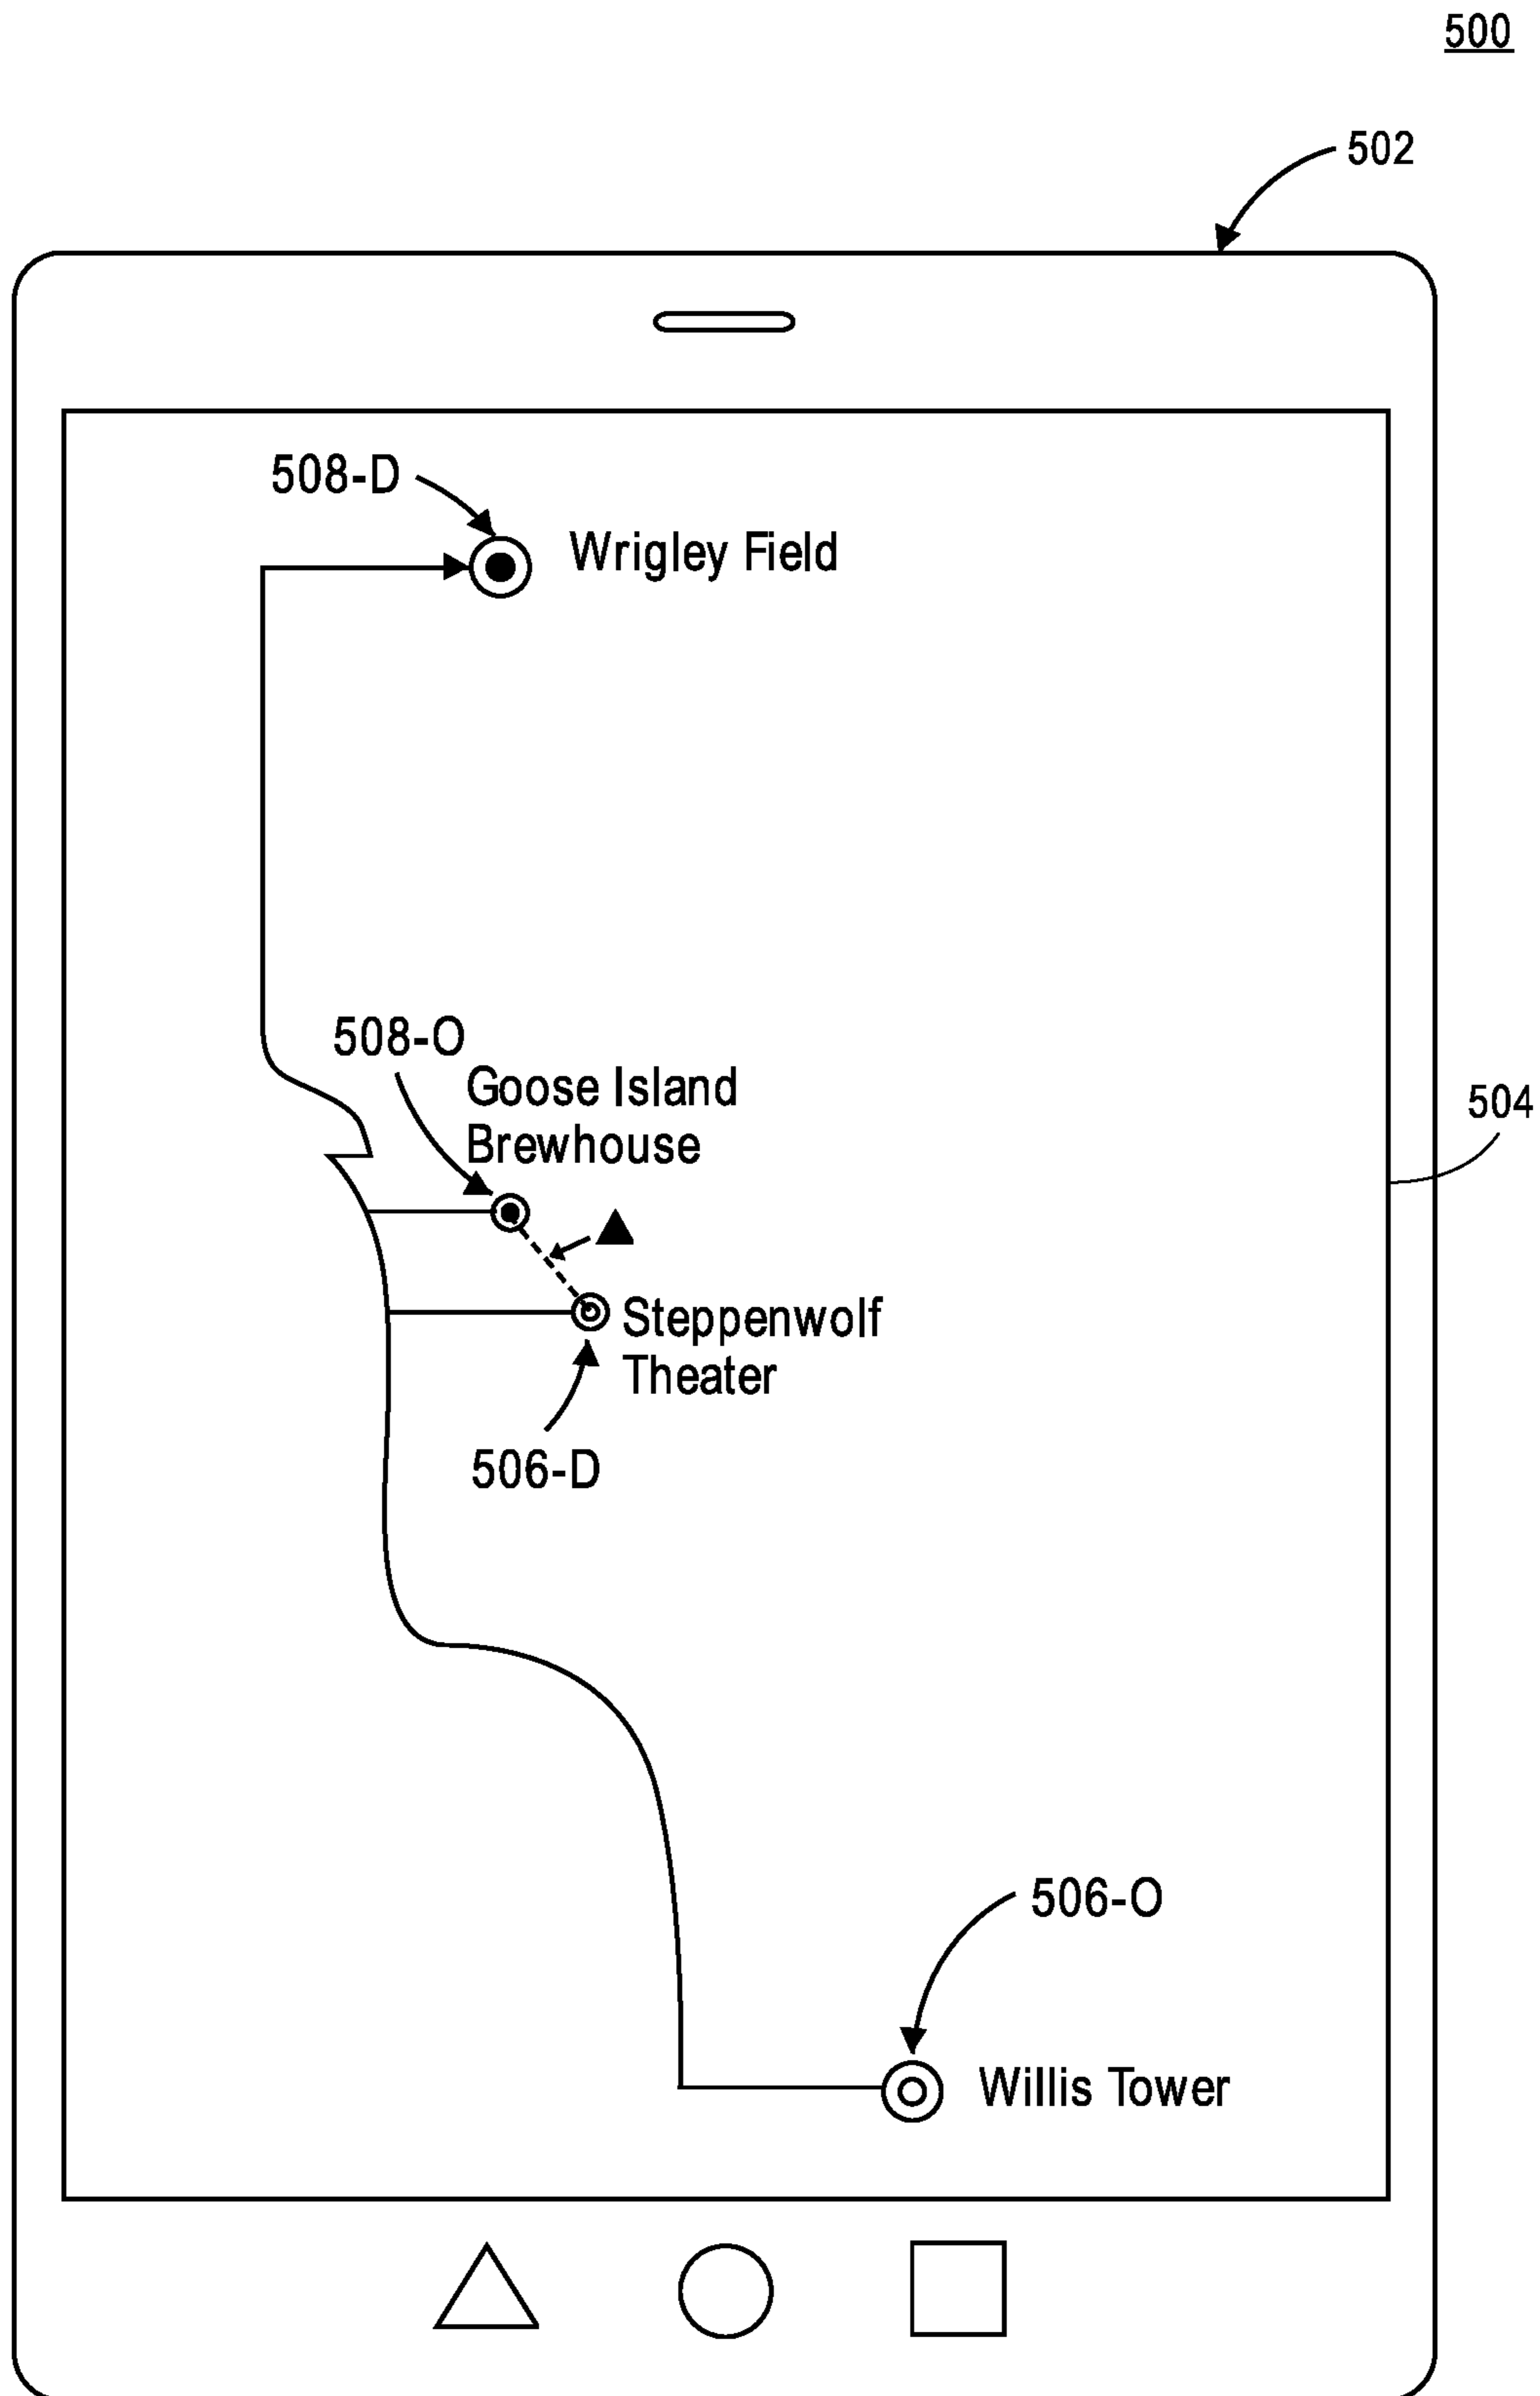 500
502
508-D
Wrigley Field
508-O
Goose Island
Brewhouse
504
Steppenwolf
Theater
506-D
506-O
Willis Tower